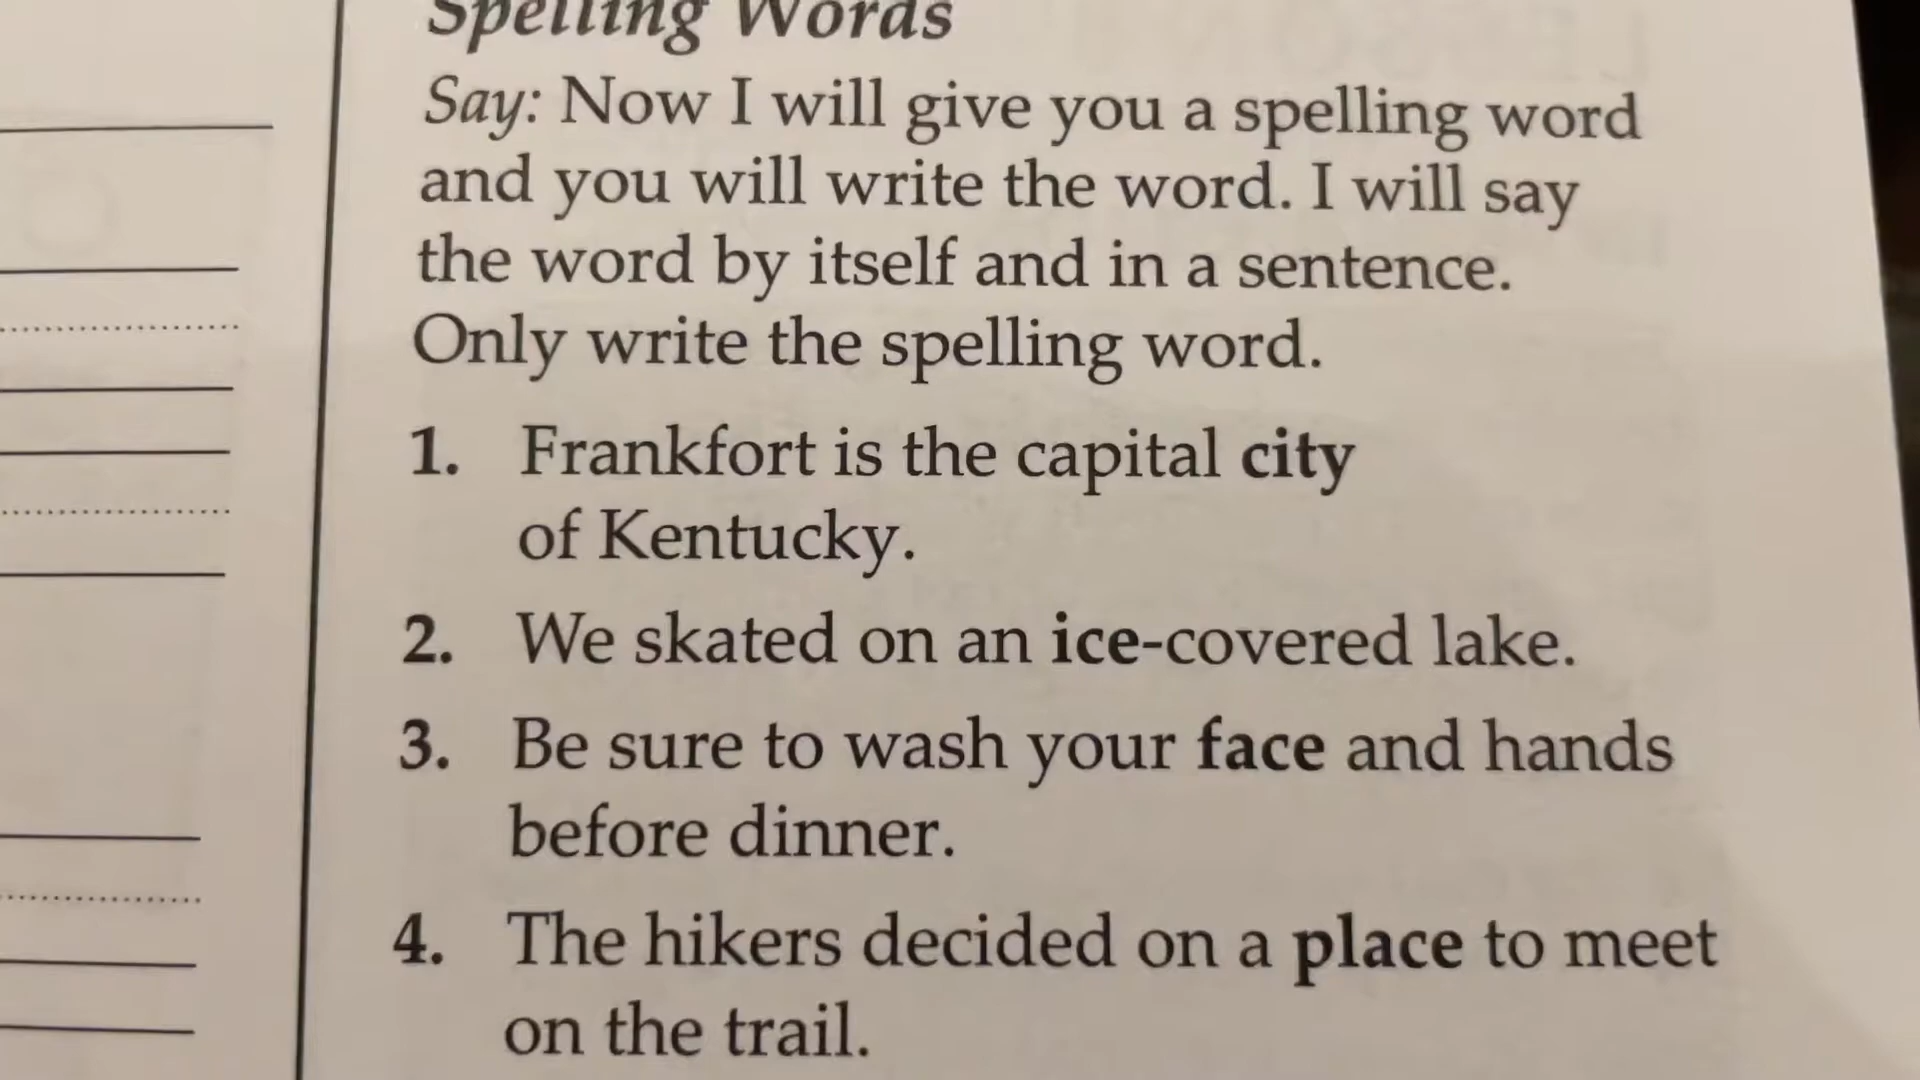 Spelling Words
Say: Now I will give you a spelling word
and you will write the word. I will say
the word by itself and in a sentence.
Only write the spelling word.
1. Frankfort is the capital city
of Kentucky.
2. We skated on an ice-covered lake.
3. Be sure to wash your face and hands
before dinner.
4. The hikers decided on a place to meet
on the trail.